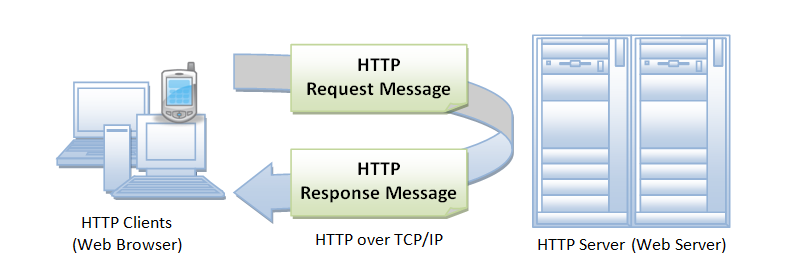 HTTP
Request Message
HTTP
Response Message
HTTP Clients
(Web Browser)
HTTP over TCP/IP
HTTP Server (Web Server)